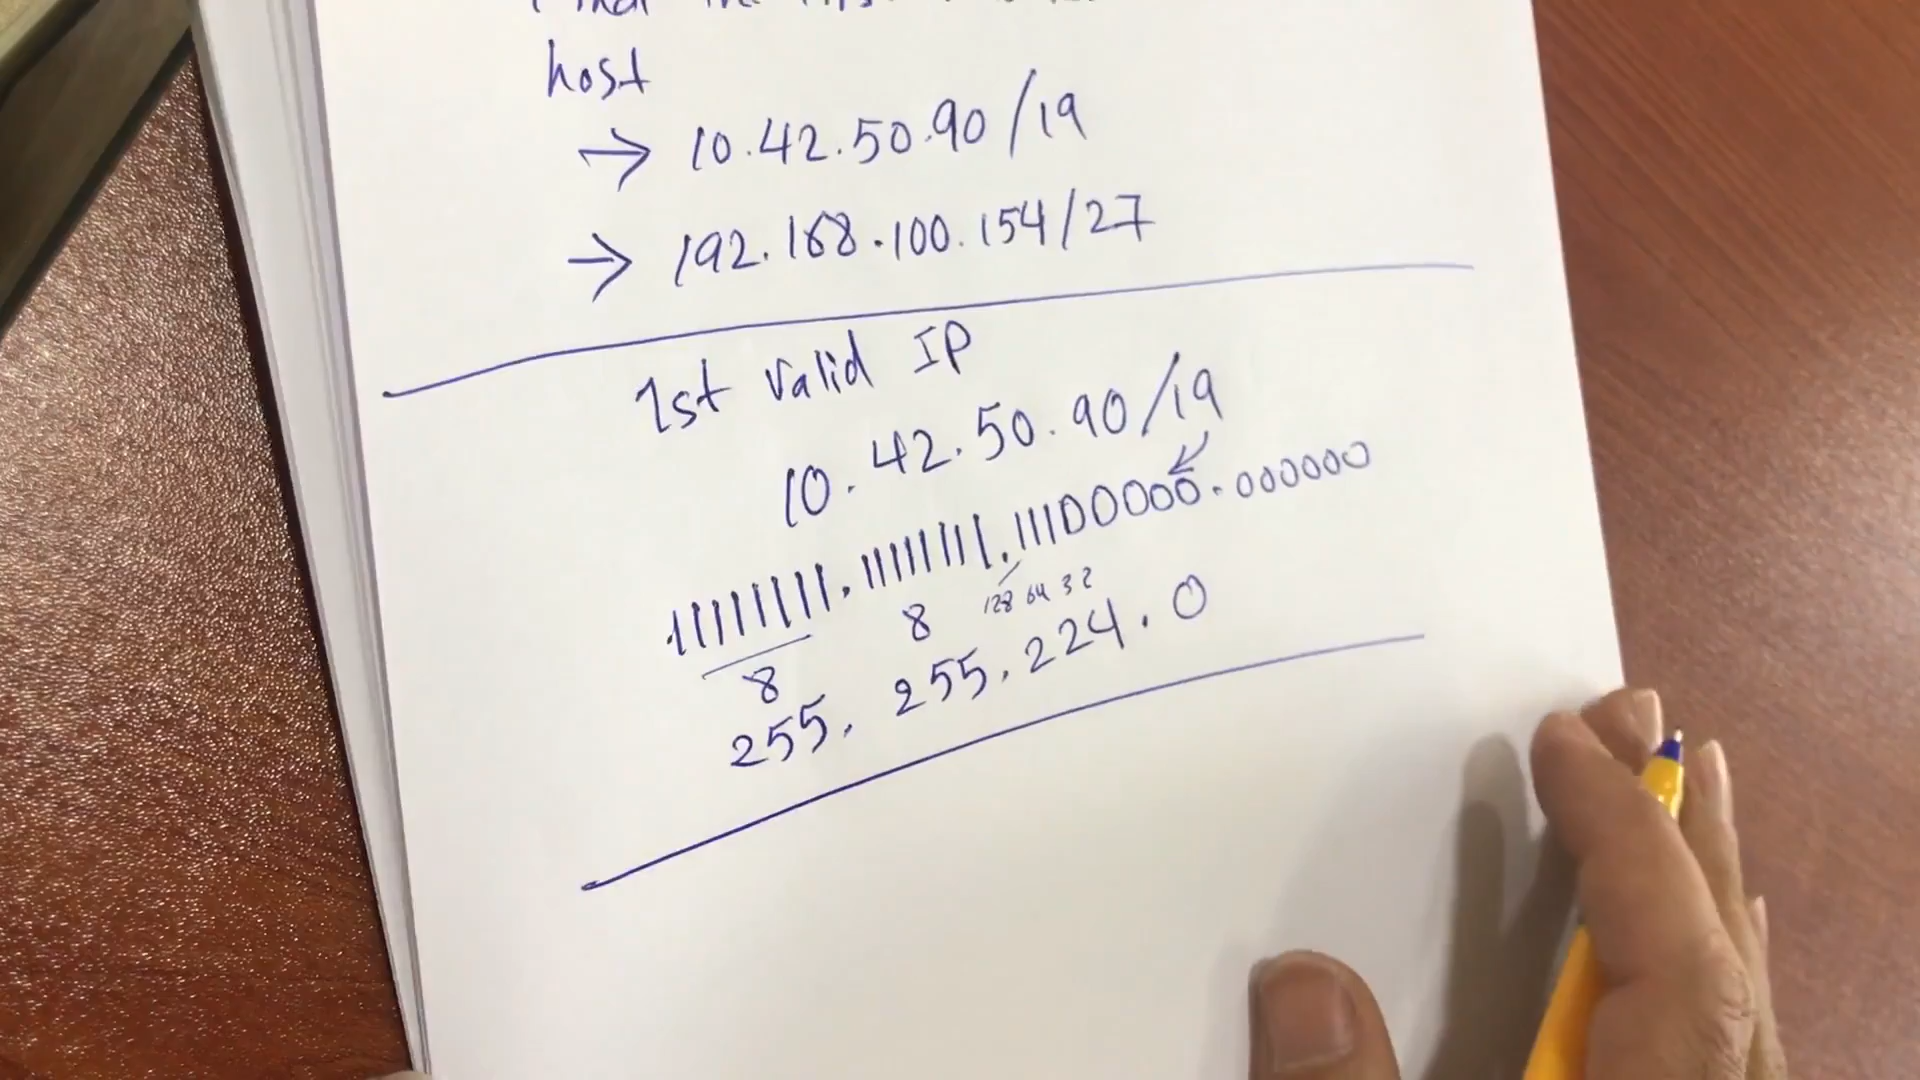 host
→ 10.42.50.90/19
→ 192.168.100.154/27
1st Valid IP
10.42.50.90/19
11111111.11111111.11100000.000000
8 8 128 64 32
255.255.224.0